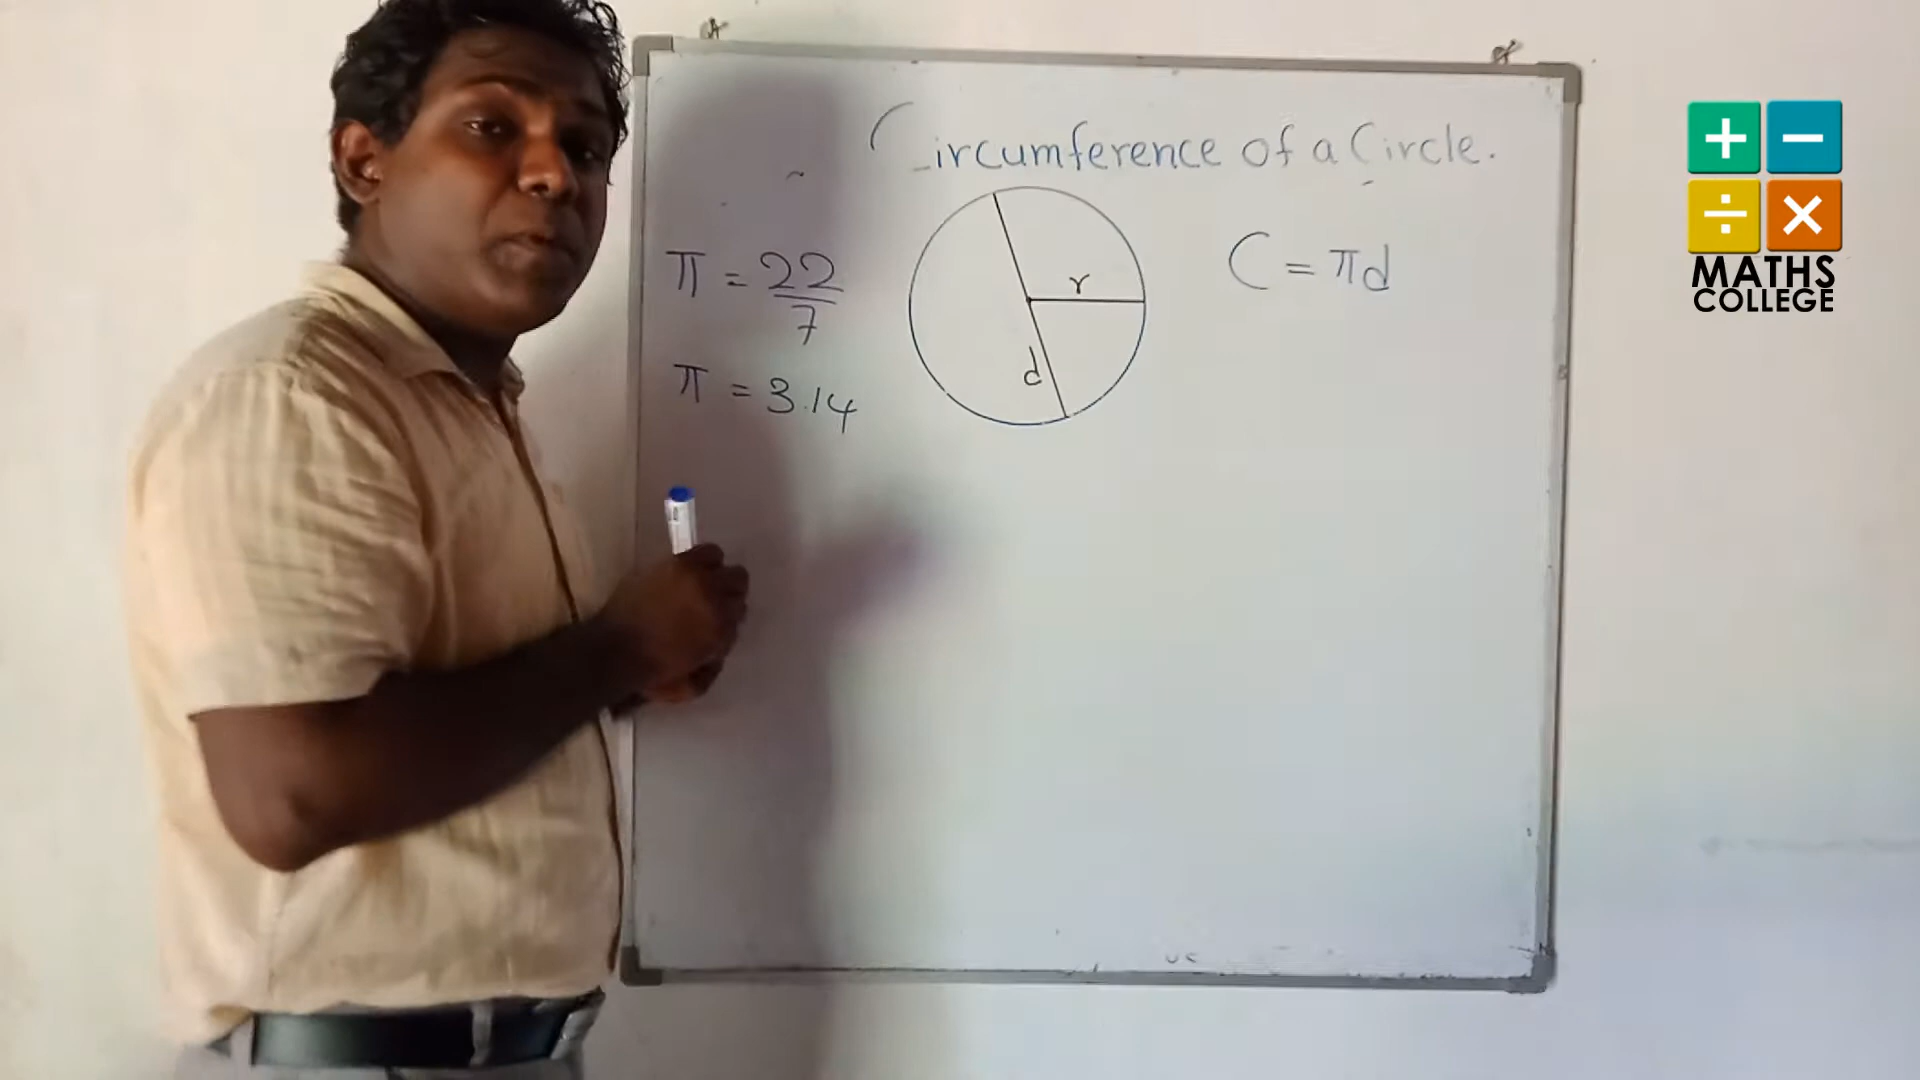 Circumference of a Circle.
π = 22/7
π = 3.14
r
d
C = πd
+ −
÷ ×
MATHS
COLLEGE